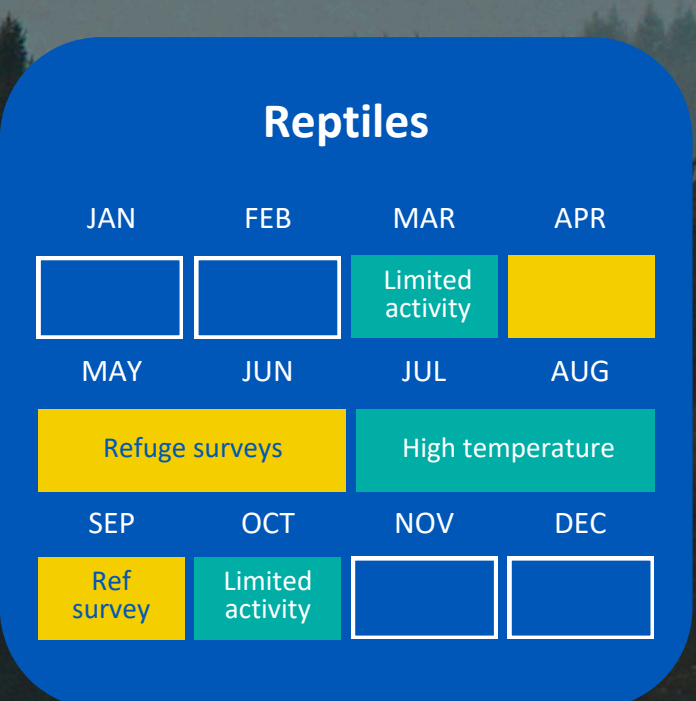 Reptiles
JAN FEB MAR APR
Limited
activity
MAY JUN JUL AUG
Refuge surveys High temperature
SEP OCT NOV DEC
Ref
survey
Limited
activity